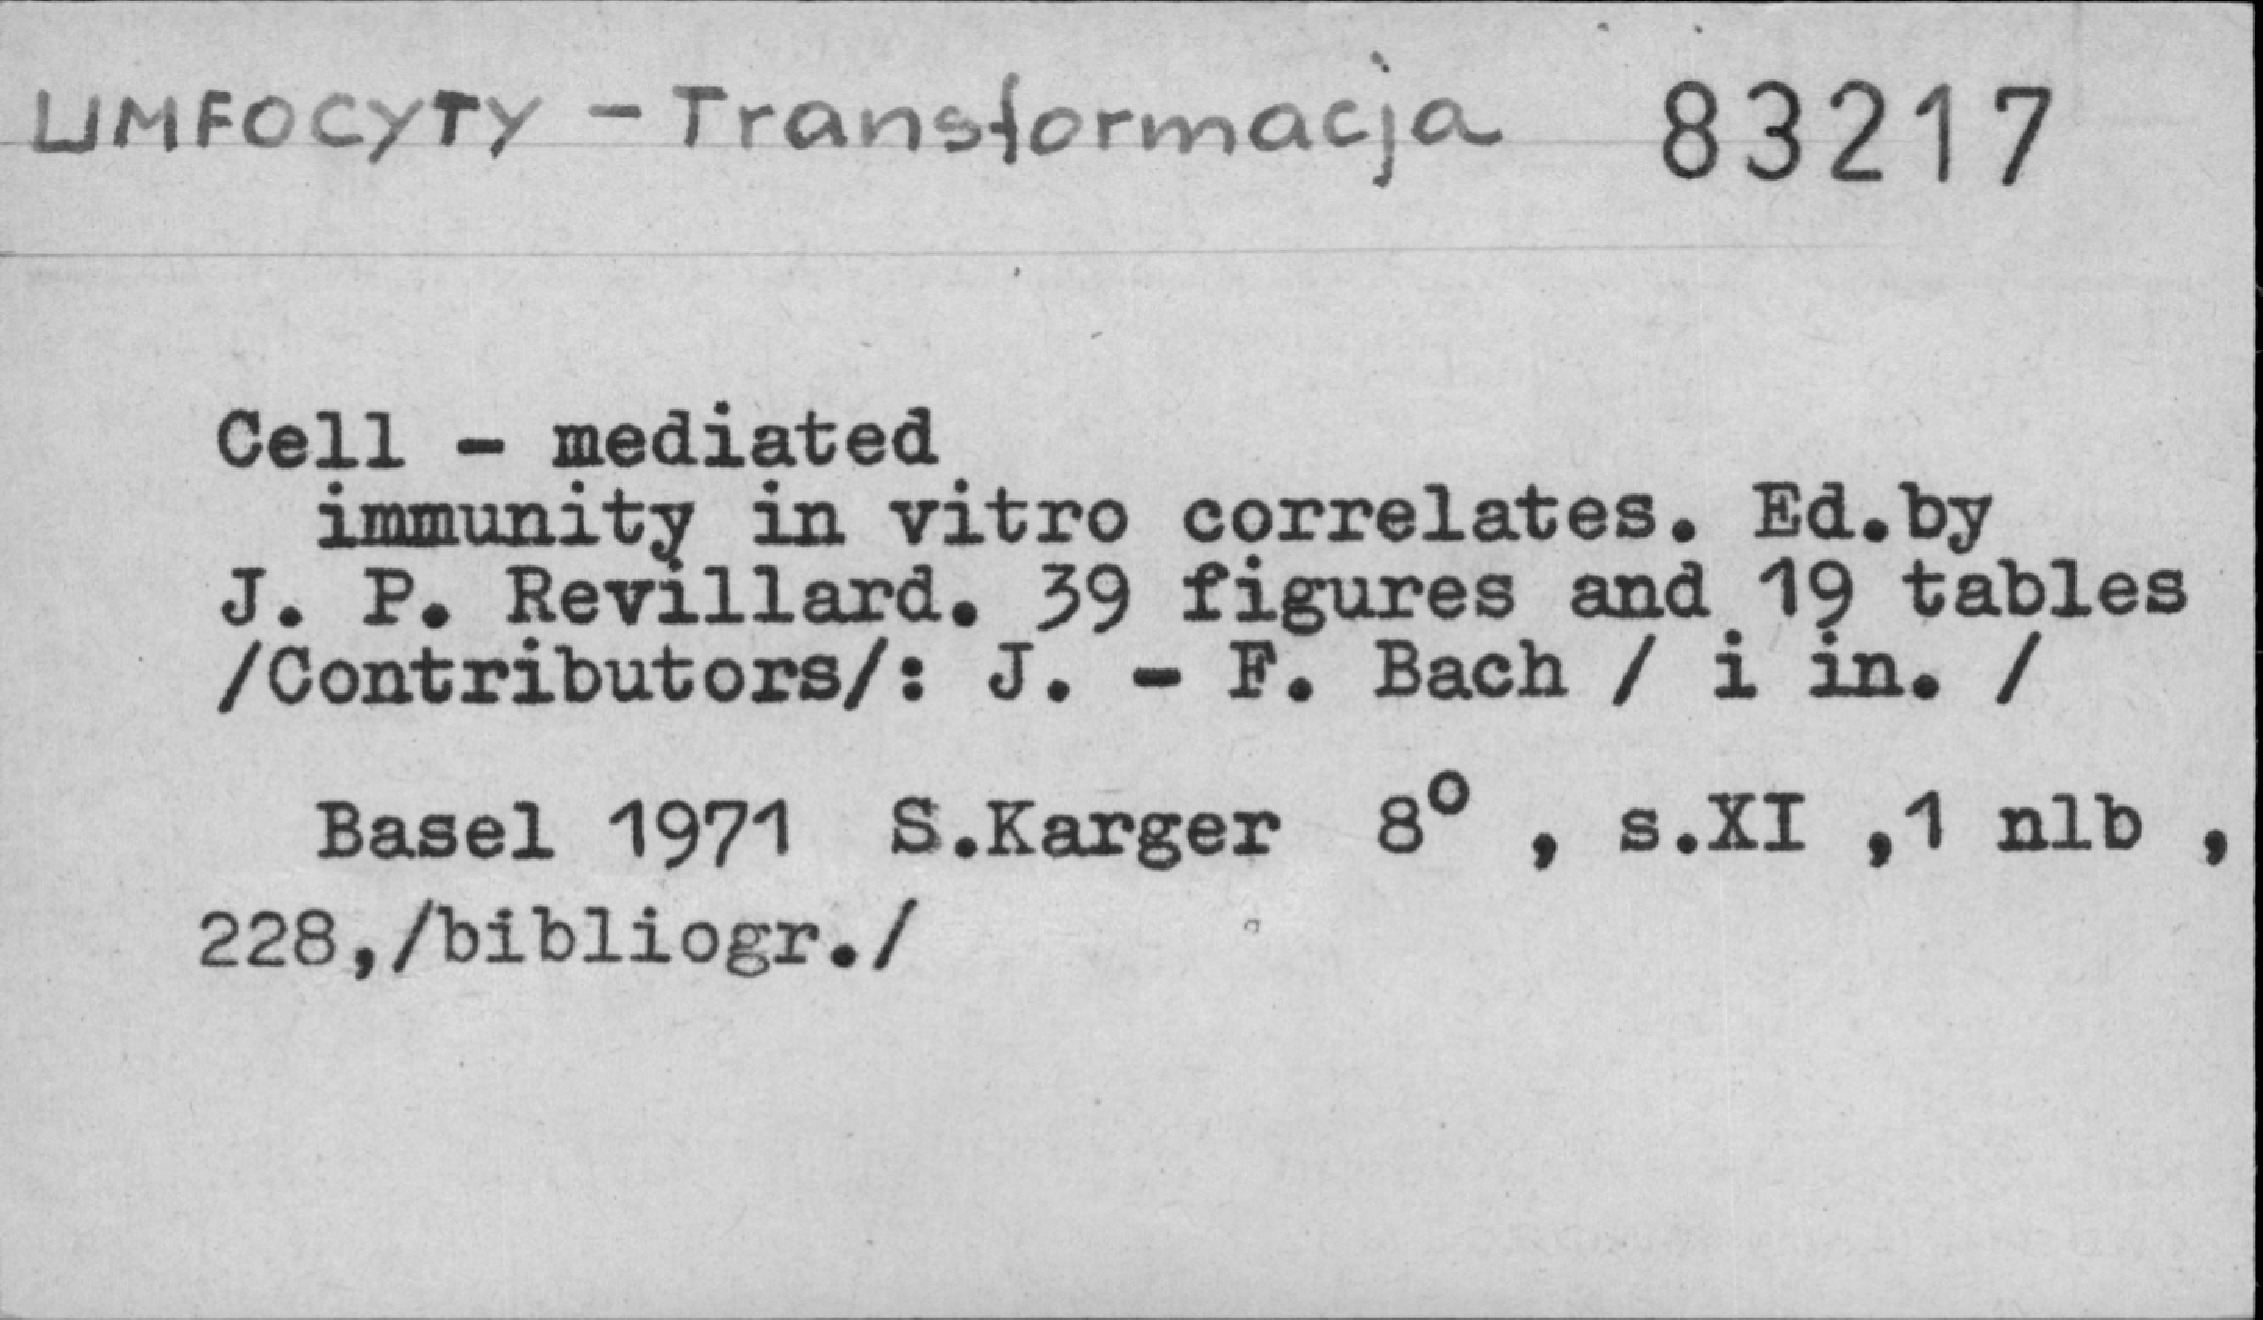 LIMFOCYTY - Transformacja 83217
Cell - mediated
immunity in vitro correlates. Ed.by
J. P. Revillard. 39 figures and 19 tables
/Contributors/: J. - F. Bach / i in. /
Basel 1971 S.Karger 8° , s.XI ,1 nlb ,
228,/bibliogr./